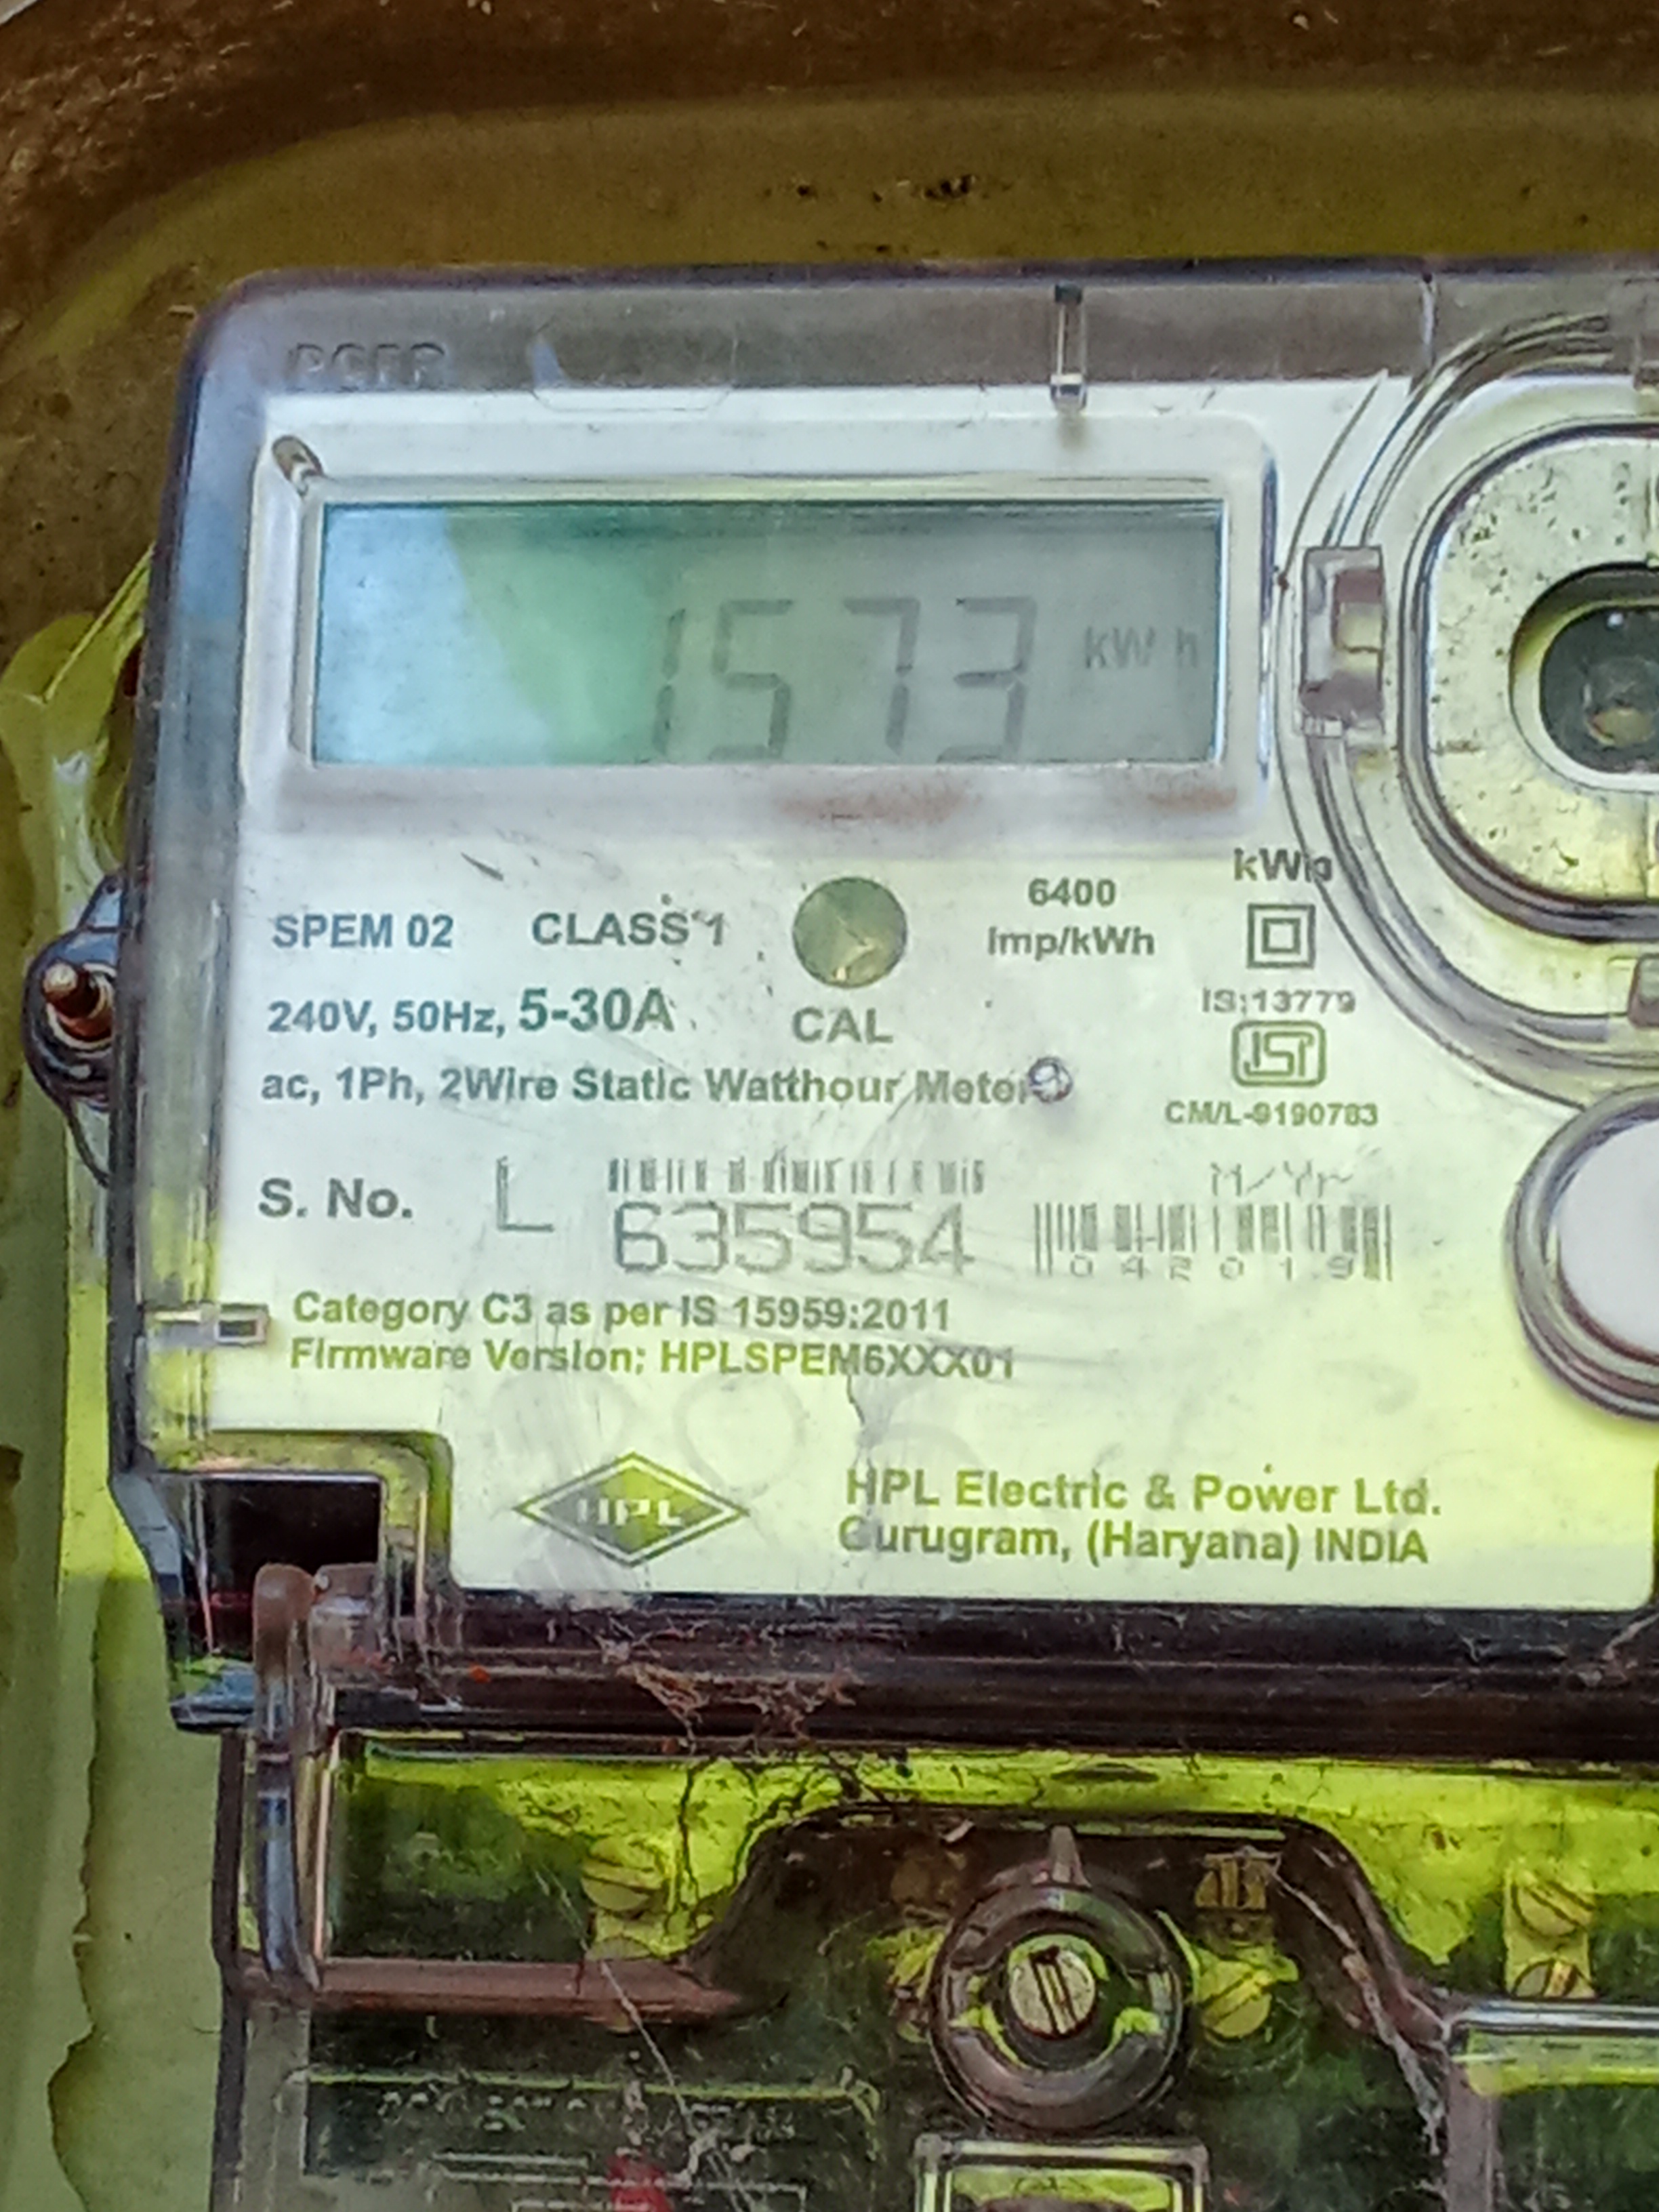 1573 kWh
kWip
SPEM 02 CLASS 1 6400
Imp/kWh
240V, 50Hz, 5-30A CAL IS:13779
ISI
ac, 1Ph, 2Wire Static Watthour Meter
CM/L-9190783
S. No. L 635954 M/Yr
042019
Category C3 as per IS 15959:2011
Firmware Version: HPLSPEM6XXX01
HPL HPL Electric & Power Ltd.
Gurugram, (Haryana) INDIA